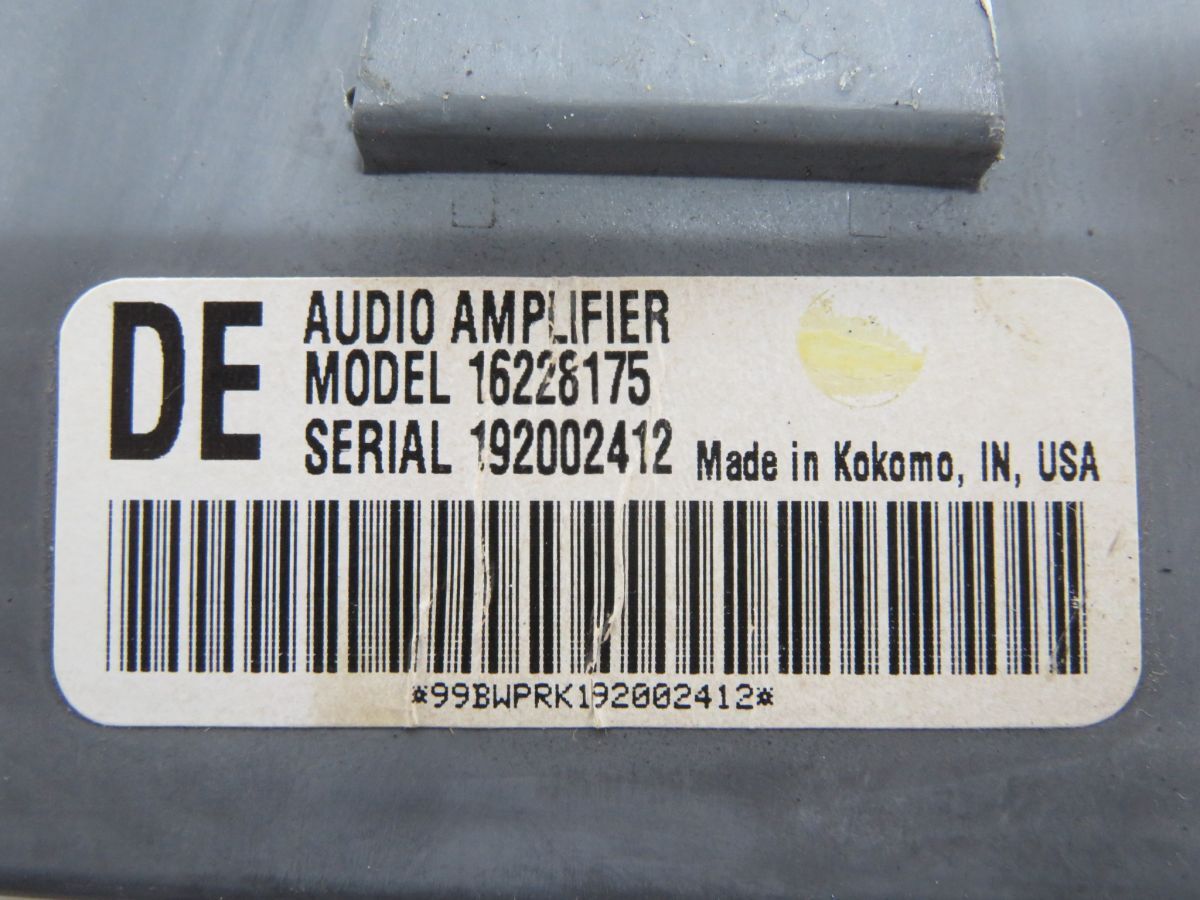 DE
AUDIO AMPLIFIER
MODEL 16228175
SERIAL 192002412
Made in Kokomo, IN, USA
*99BWPRK192002412*